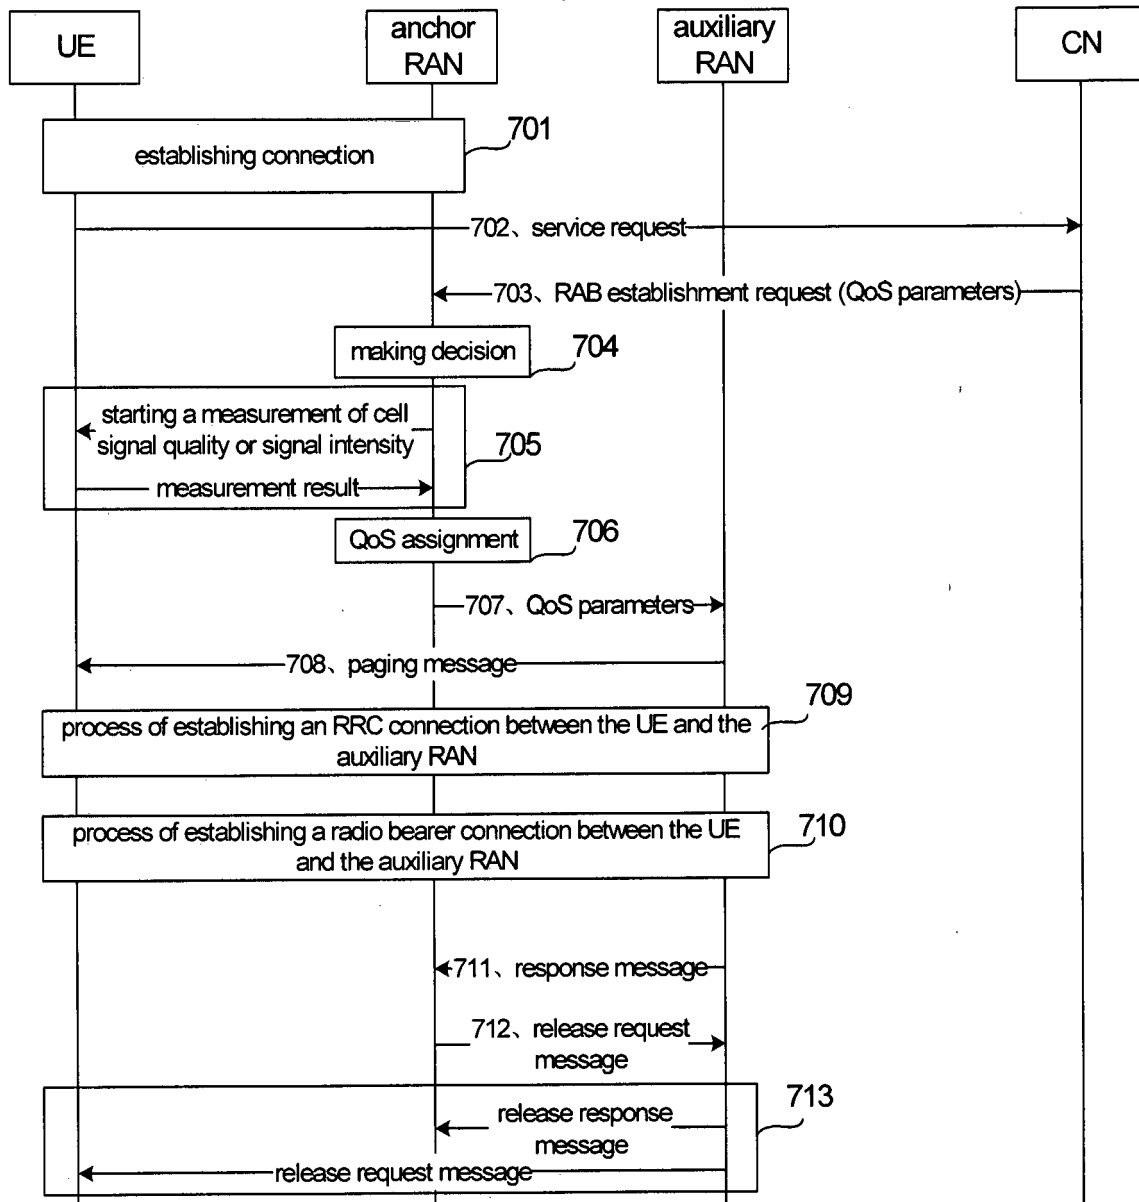 UE
anchor
RAN
auxiliary
RAN
CN
701
establishing connection
702、service request
703、RAB establishment request (QoS parameters)
making decision
704
starting a measurement of cell
signal quality or signal intensity
705
measurement result
QoS assignment
706
707、QoS parameters
708、paging message
709
process of establishing an RRC connection between the UE and the
auxiliary RAN
process of establishing a radio bearer connection between the UE
and the auxiliary RAN
710
711、response message
712、release request
message
713
release response
message
release request message